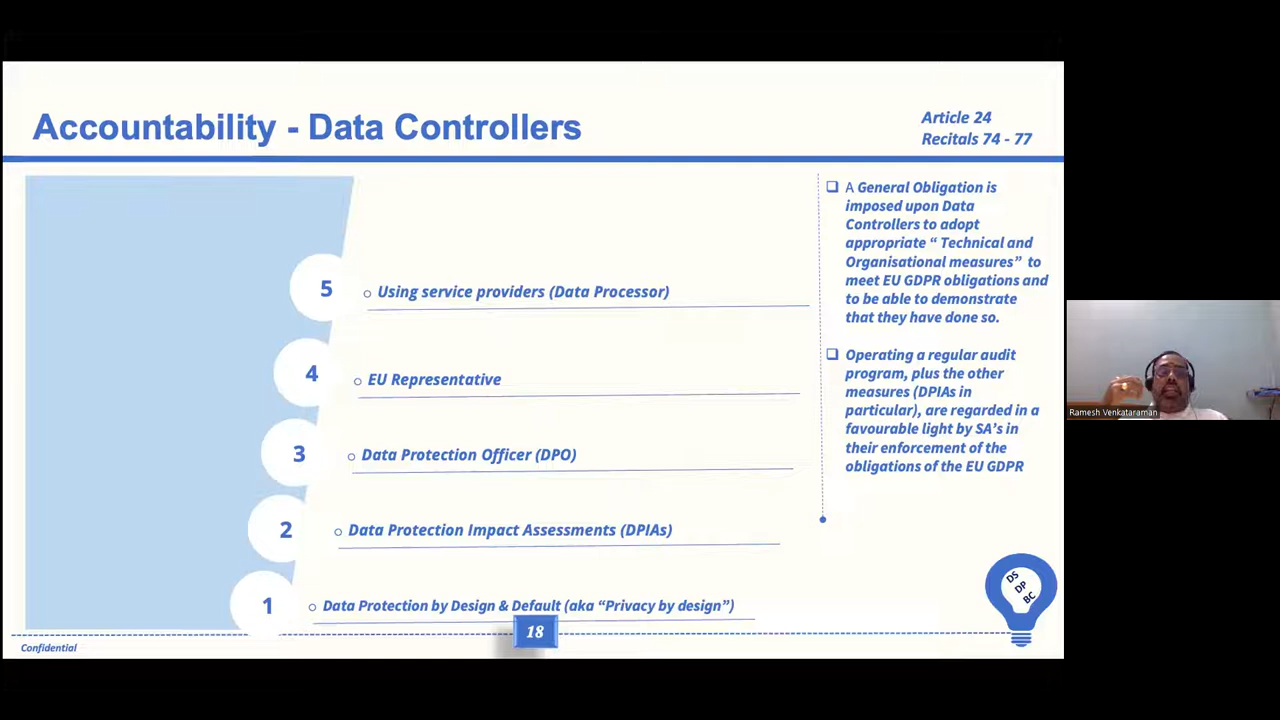 Accountability - Data Controllers
Article 24
Recitals 74 - 77
5
○ Using service providers (Data Processor)
4
○ EU Representative
3
○ Data Protection Officer (DPO)
2
○ Data Protection Impact Assessments (DPIAs)
1
○ Data Protection by Design & Default (aka “Privacy by design”)
❑ A General Obligation is
imposed upon Data
Controllers to adopt
appropriate “ Technical and
Organisational measures” to
meet EU GDPR obligations and
to be able to demonstrate
that they have done so.
❑ Operating a regular audit
program, plus the other
measures (DPIAs in
particular), are regarded in a
favourable light by SA’s in
their enforcement of the
obligations of the EU GDPR
DS
DP
BC
18
Confidential
Ramesh Venkataraman